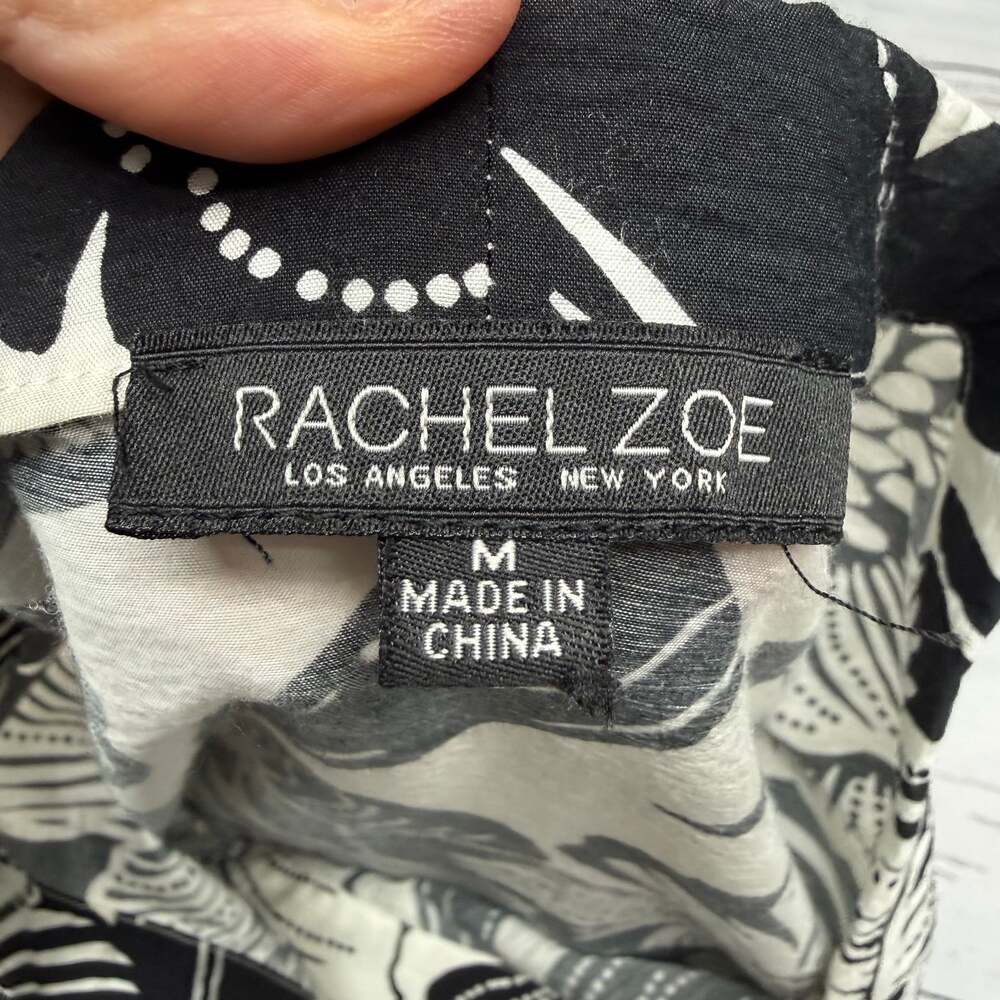 RACHEL ZOE
LOS ANGELES NEW YORK
M
MADE IN
CHINA